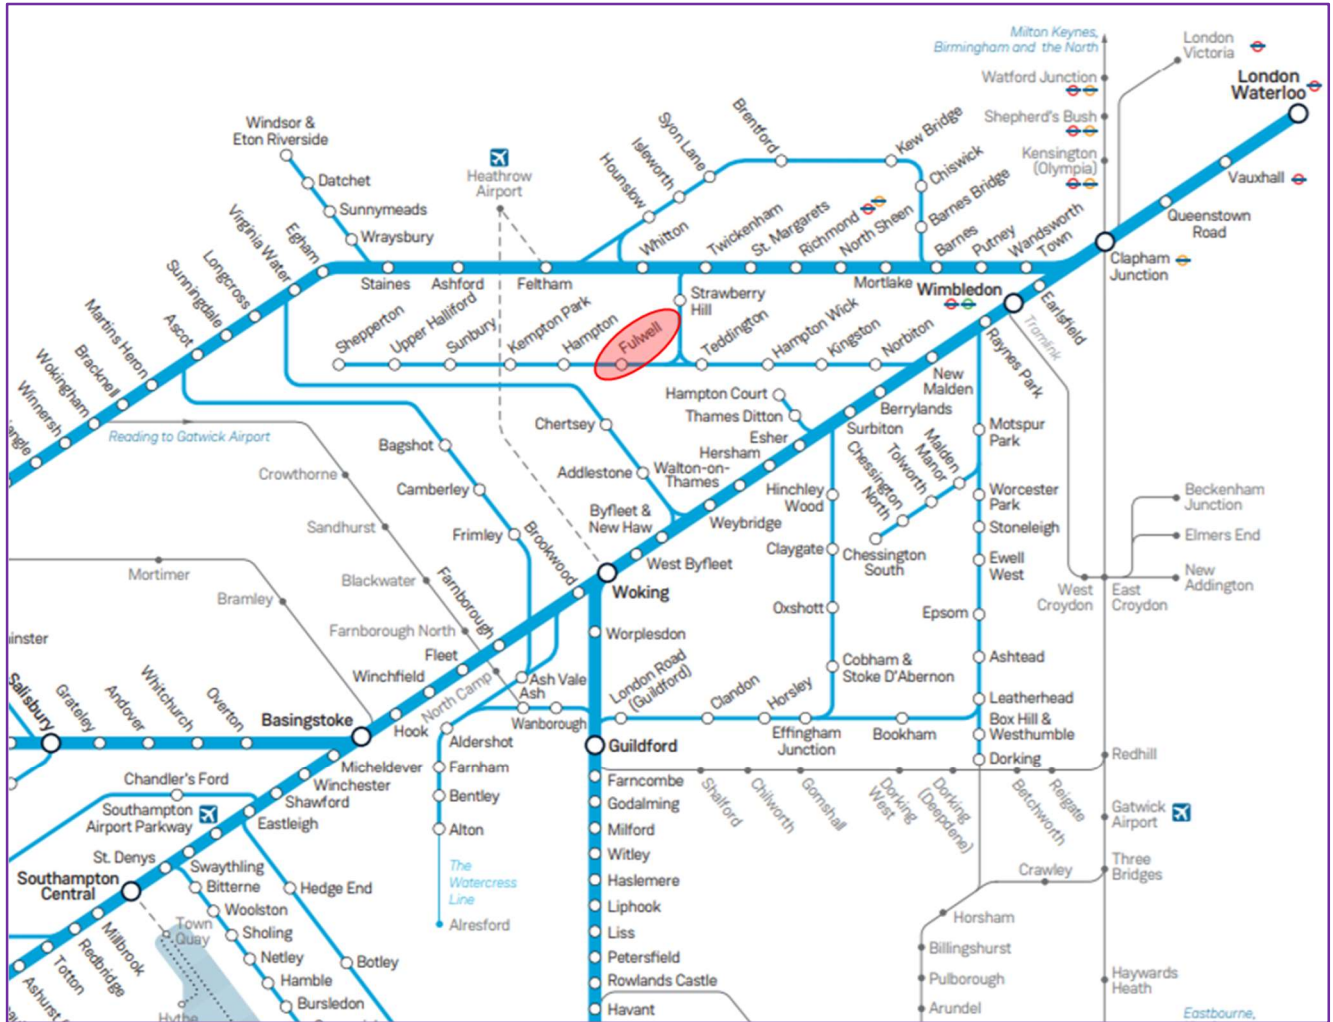 Milton Keynes,
Birmingham and the North
London
Victoria
Watford Junction
London
Waterloo
Shepherd's Bush
Kensington
(Olympia)
Vauxhall
Queenstown
Road
Clapham
Junction
Windsor &
Eton Riverside
Datchet
Sunnymeads
Wraysbury
Heathrow
Airport
Hounslow
Isleworth
Syon Lane
Brentford
Kew Bridge
Chiswick
Barnes Bridge
Virginia Water
Egham
Staines
Ashford
Feltham
Whitton
Twickenham
St. Margarets
Richmond
North Sheen
Mortlake
Barnes
Putney
Wandsworth
Town
Wimbledon
Earlsfield
Tramlink
Raynes Park
Longcross
Sunningdale
Ascot
Martins Heron
Bracknell
Wokingham
Winnersh
angle
Strawberry
Hill
Shepperton
Upper Halliford
Sunbury
Kempton Park
Hampton
Fulwell
Teddington
Hampton Wick
Kingston
Norbiton
New
Malden
Berrylands
Surbiton
Hampton Court
Thames Ditton
Esher
Hersham
Walton-on-
Thames
Weybridge
Byfleet &
New Haw
West Byfleet
Chertsey
Addlestone
Woking
Brookwood
Reading to Gatwick Airport
Crowthorne
Sandhurst
Blackwater
Farnborough North
North Camp
Bagshot
Camberley
Frimley
Farnborough
Fleet
Winchfield
Hook
Ash Vale
Ash
Wanborough
Aldershot
Farnham
Bentley
Alton
The
Watercress
Line
Alresford
Mortimer
Bramley
Basingstoke
inster
Salisbury
Grateley
Andover
Whitchurch
Overton
Micheldever
Winchester
Shawford
Eastleigh
Chandler's Ford
Southampton
Airport Parkway
St. Denys
Southampton
Central
Swaythling
Bitterne
Woolston
Sholing
Netley
Hamble
Bursledon
Hedge End
Botley
Town
Quay
Hythe
Millbrook
Redbridge
Totton
Ashurst
Worplesdon
Guildford
London Road
(Guildford)
Clandon
Horsley
Effingham
Junction
Bookham
Hinchley
Wood
Claygate
Oxshott
Cobham &
Stoke D'Abernon
Malden
Manor
Tolworth
Chessington
North
Chessington
South
Motspur
Park
Worcester
Park
Stoneleigh
Ewell
West
Epsom
Ashtead
Leatherhead
Box Hill &
Westhumble
Dorking
Beckenham
Junction
Elmers End
New
Addington
West
Croydon
East
Croydon
Redhill
Farncombe
Godalming
Milford
Witley
Haslemere
Liphook
Liss
Petersfield
Rowlands Castle
Havant
Shalford
Chilworth
Gomshall
Dorking
West
Dorking
(Deepdene)
Betchworth
Reigate
Gatwick
Airport
Three
Bridges
Crawley
Horsham
Billingshurst
Pulborough
Arundel
Haywards
Heath
Eastbourne,